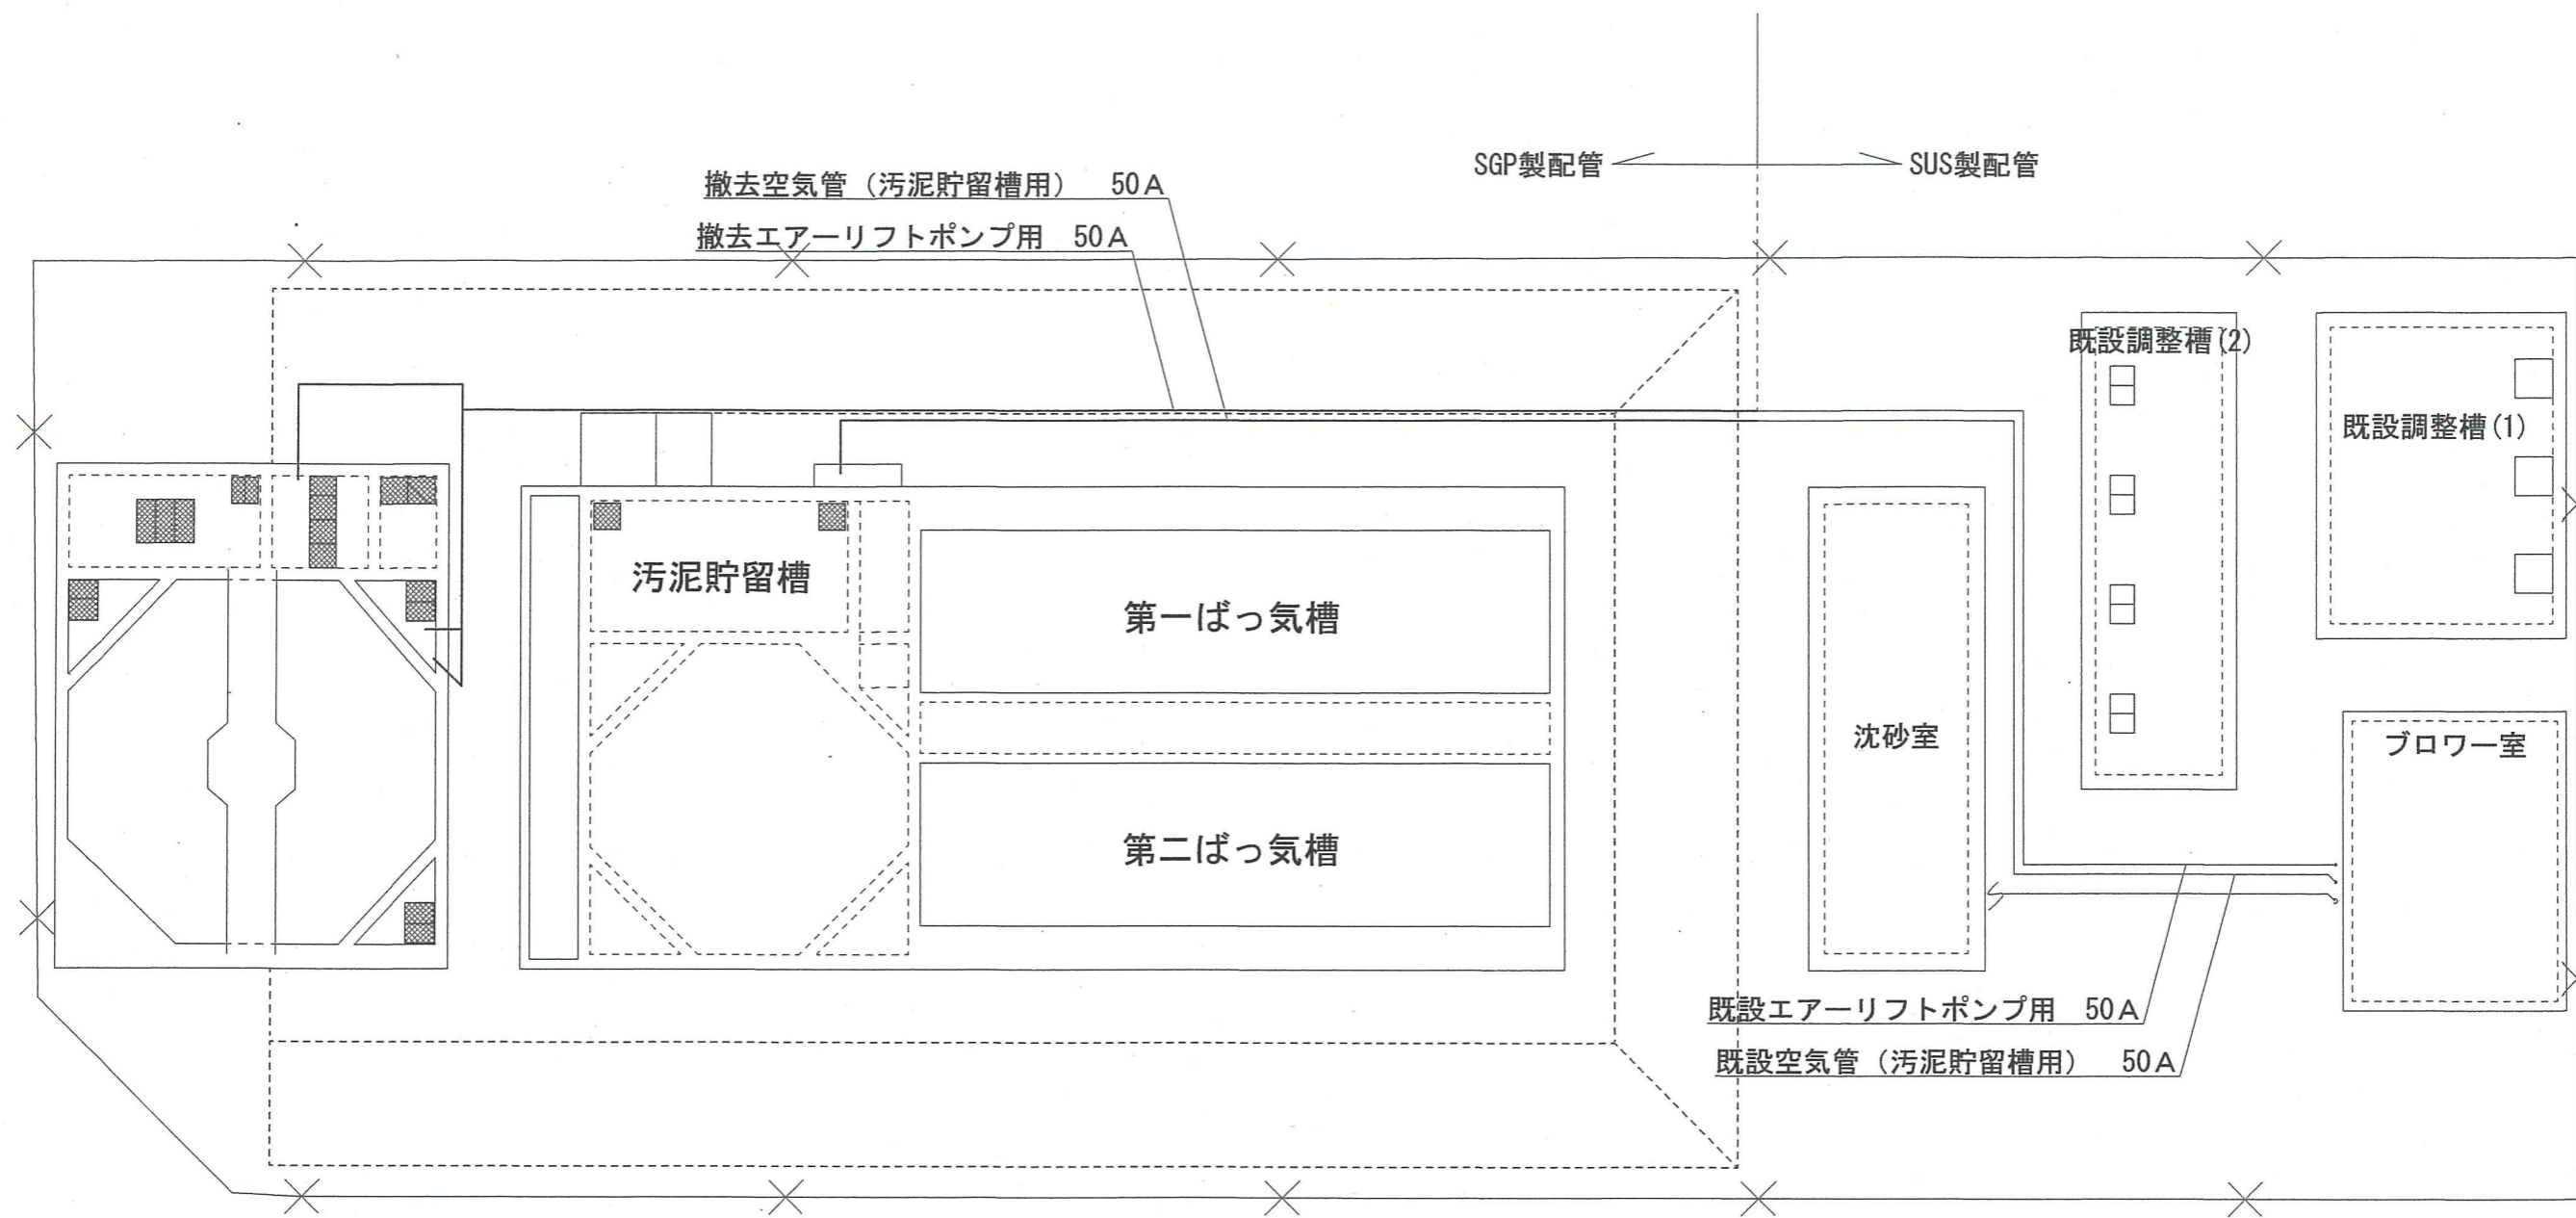 SGP製配管
SUS製配管
撤去空気管（汚泥貯留槽用）　50A
撤去エアーリフトポンプ用　50A
既設調整槽(2)
既設調整槽(1)
汚泥貯留槽
第一ばっ気槽
沈砂室
ブロワー室
第二ばっ気槽
既設エアーリフトポンプ用　50A
既設空気管（汚泥貯留槽用）　50A